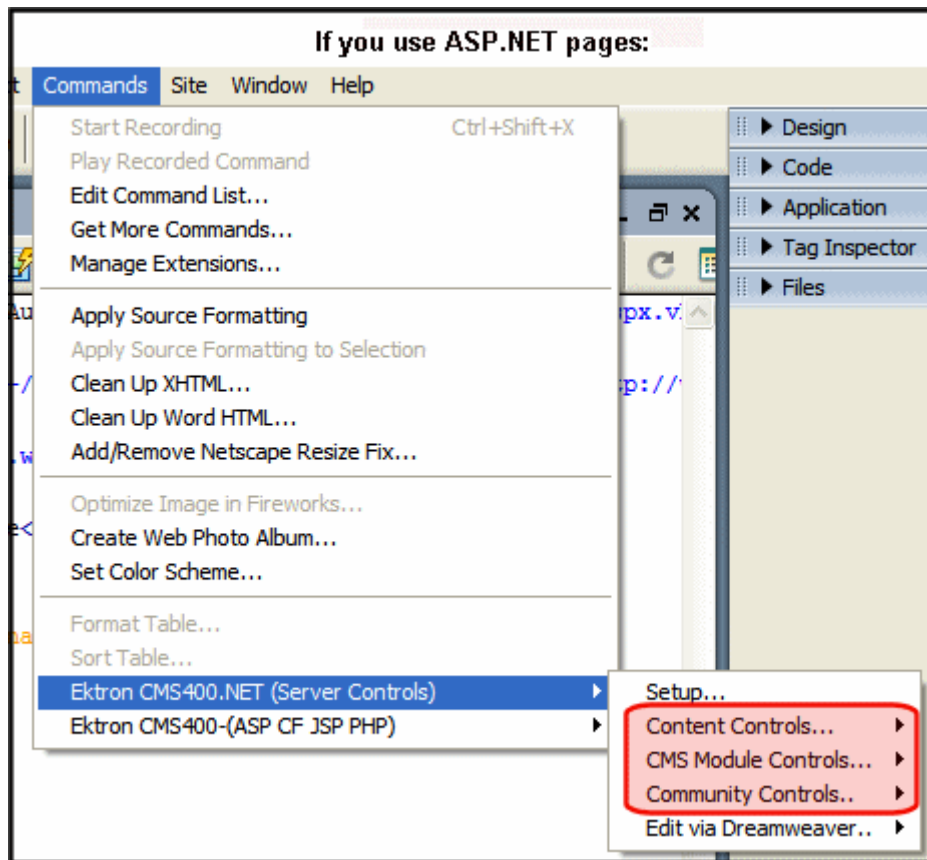 If you use ASP.NET pages:
Commands Site Window Help
Start Recording Ctrl+Shift+X
Play Recorded Command
Edit Command List...
Get More Commands...
Manage Extensions...
Apply Source Formatting
Apply Source Formatting to Selection
Clean Up XHTML...
Clean Up Word HTML...
Add/Remove Netscape Resize Fix...
Optimize Image in Fireworks...
Create Web Photo Album...
Set Color Scheme...
Format Table...
Sort Table...
Ektron CMS400.NET (Server Controls)
Ektron CMS400-(ASP CF JSP PHP)
Setup...
Content Controls...
CMS Module Controls...
Community Controls..
Edit via Dreamweaver..
Design
Code
Application
Tag Inspector
Files